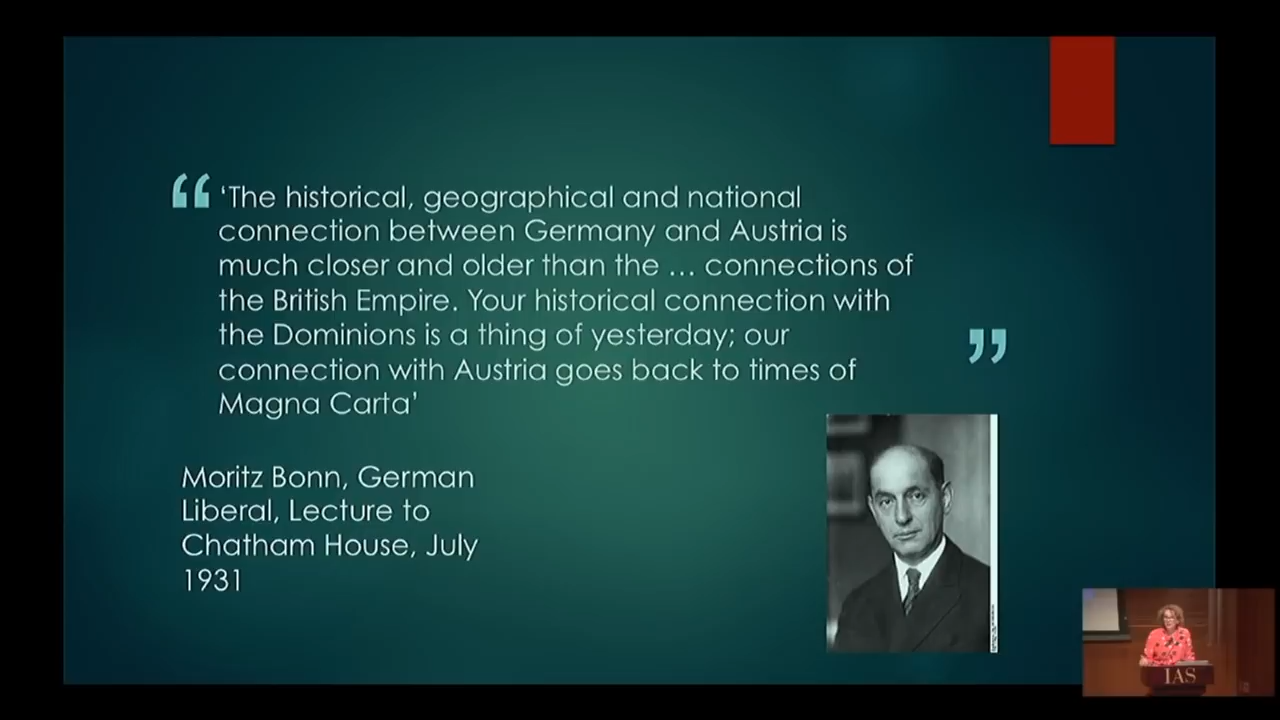 “ ‘The historical, geographical and national
connection between Germany and Austria is
much closer and older than the … connections of
the British Empire. Your historical connection with
the Dominions is a thing of yesterday; our
connection with Austria goes back to times of
Magna Carta’ ”
Moritz Bonn, German
Liberal, Lecture to
Chatham House, July
1931
IAS